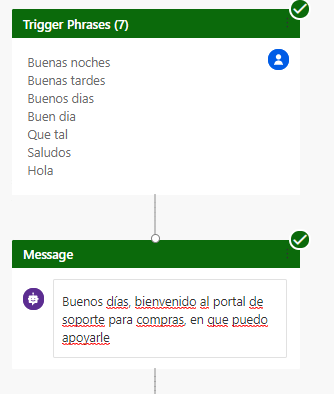 Trigger Phrases (7)
Buenas noches
Buenas tardes
Buenos dias
Buen dia
Que tal
Saludos
Hola
Message
Buenos días, bienvenido al portal de
soporte para compras, en que puedo
apoyarle